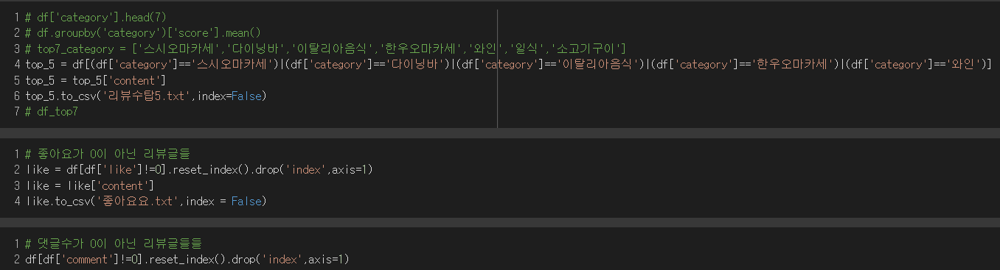 1 # df['category'].head(7)
2 # df.groupby('category')['score'].mean()
3 # top7_category = ['스시오마카세','다이닝바','이탈리아음식','한우오마카세','와인','일식','소고기구이']
4 top_5 = df[(df['category']=='스시오마카세')|(df['category']=='다이닝바')|(df['category']=='이탈리아음식')|(df['category']=='한우오마카세')|(df['category']=='와인')]
5 top_5 = top_5['content']
6 top_5.to_csv('리뷰수탑5.txt',index=False)
7 # df_top7
1 # 좋아요가 0이 아닌 리뷰글들
2 like = df[df['like']!=0].reset_index().drop('index',axis=1)
3 like = like['content']
4 like.to_csv('좋아요요.txt',index = False)
1 # 댓글수가 0이 아닌 리뷰글들들
2 df[df['comment']!=0].reset_index().drop('index',axis=1)